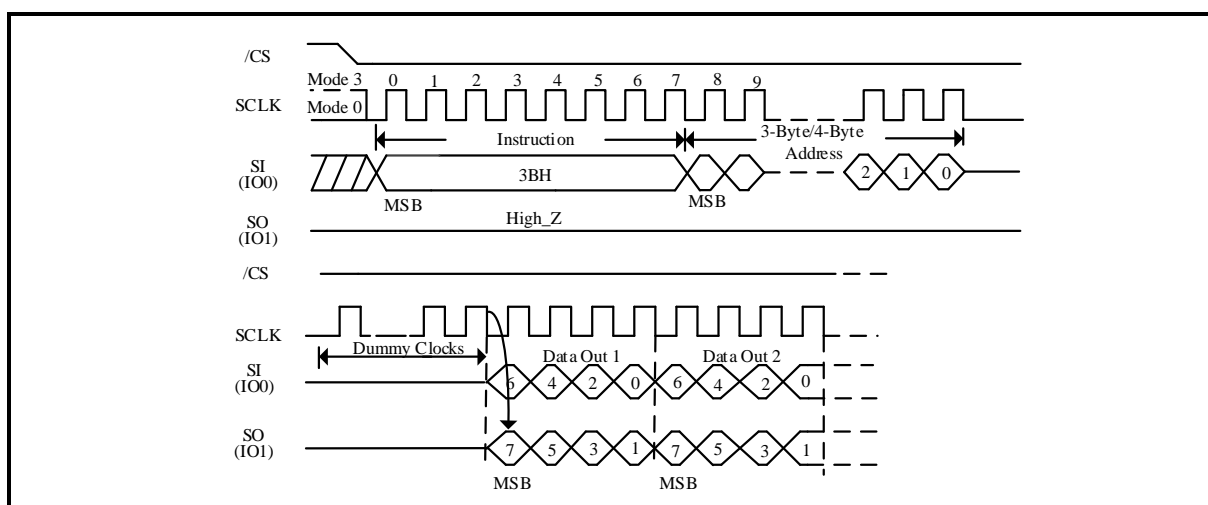 /CS
Mode 3 0 1 2 3 4 5 6 7 8 9
SCLK Mode 0
Instruction 3-Byte/4-Byte
Address
SI
(IO0) 3BH 2 1 0
MSB MSB
High_Z
SO
(IO1)
/CS
SCLK
Dummy Clocks Data Out 1 Data Out 2
SI
(IO0) 6 4 2 0 6 4 2 0
SO
(IO1) 7 5 3 1 7 5 3 1
MSB MSB